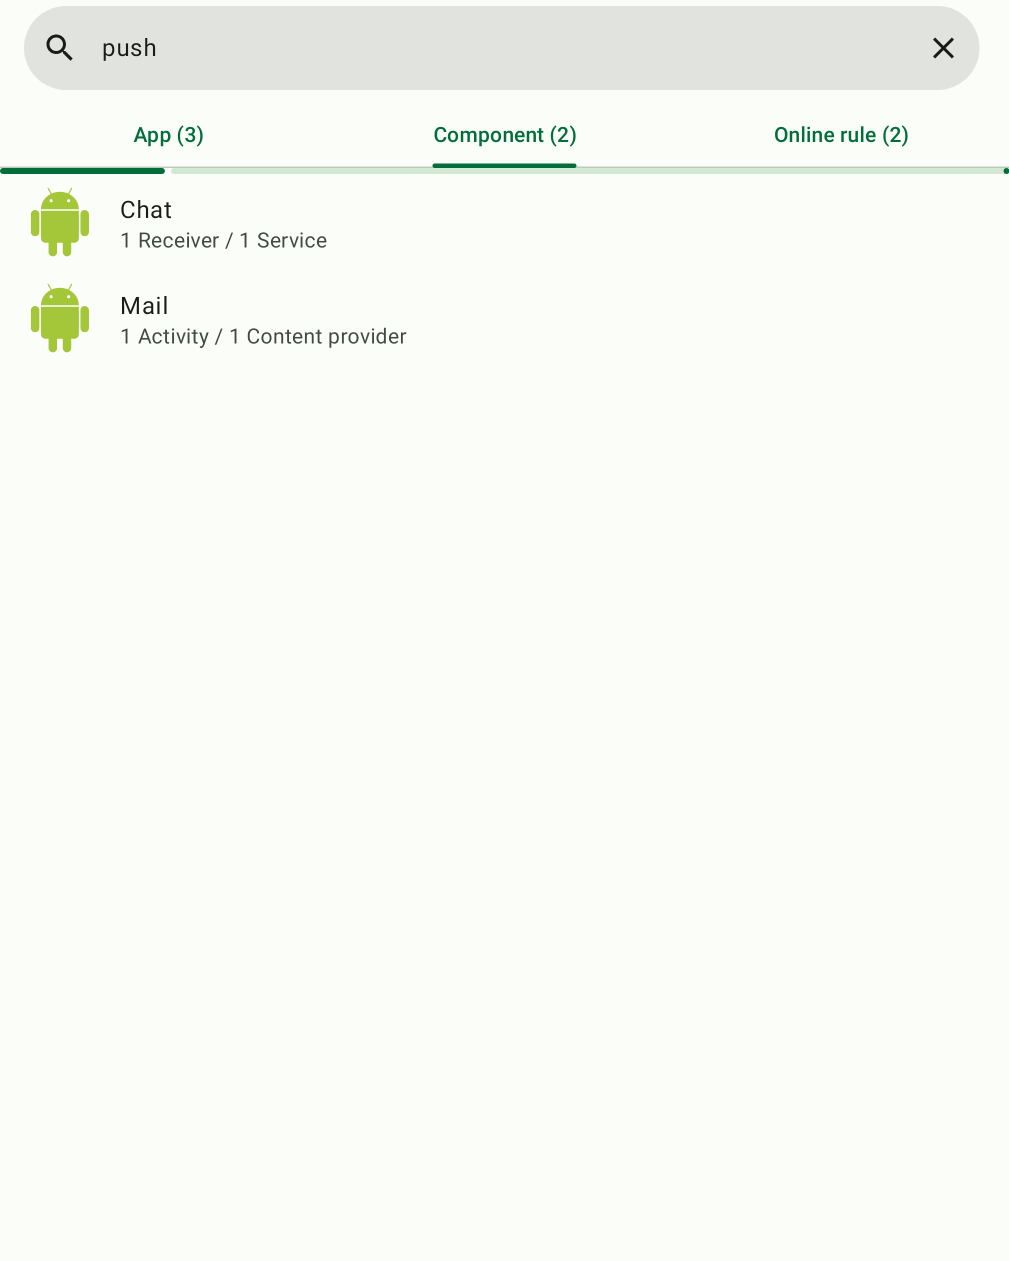 push
App (3)
Component (2)
Online rule (2)
Chat
1 Receiver / 1 Service
Mail
1 Activity / 1 Content provider